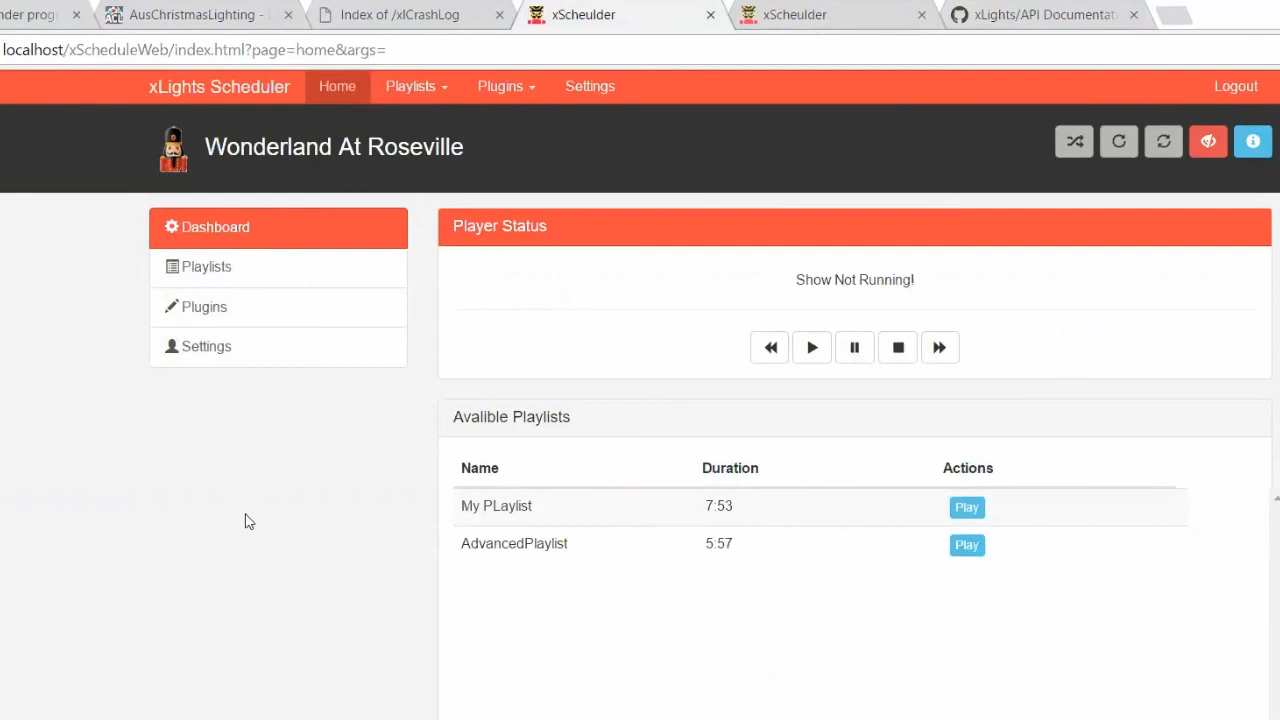 nder progr
AusChristmasLighting -
Index of /xlCrashLog
xScheulder
xScheulder
xLights/API Documentat
localhost/xScheduleWeb/index.html?page=home&args=
xLights Scheduler
Home
Playlists
Plugins
Settings
Logout
Wonderland At Roseville
Dashboard
Playlists
Plugins
Settings
Player Status
Show Not Running!
Avalible Playlists
Name Duration Actions
My PLaylist 7:53 Play
AdvancedPlaylist 5:57 Play